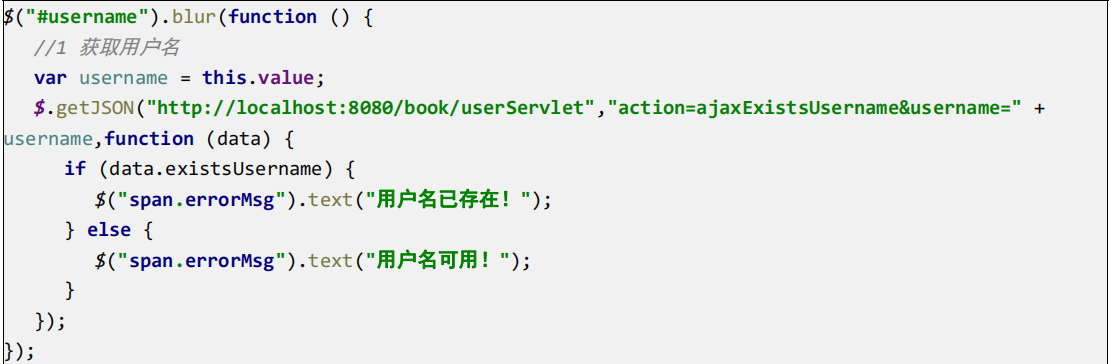 $("#username").blur(function () {
//1 获取用户名
var username = this.value;
$.getJSON("http://localhost:8080/book/userServlet","action=ajaxExistsUsername&username=" +
username,function (data) {
if (data.existsUsername) {
$("span.errorMsg").text("用户名已存在！");
} else {
$("span.errorMsg").text("用户名可用！");
}
});
});